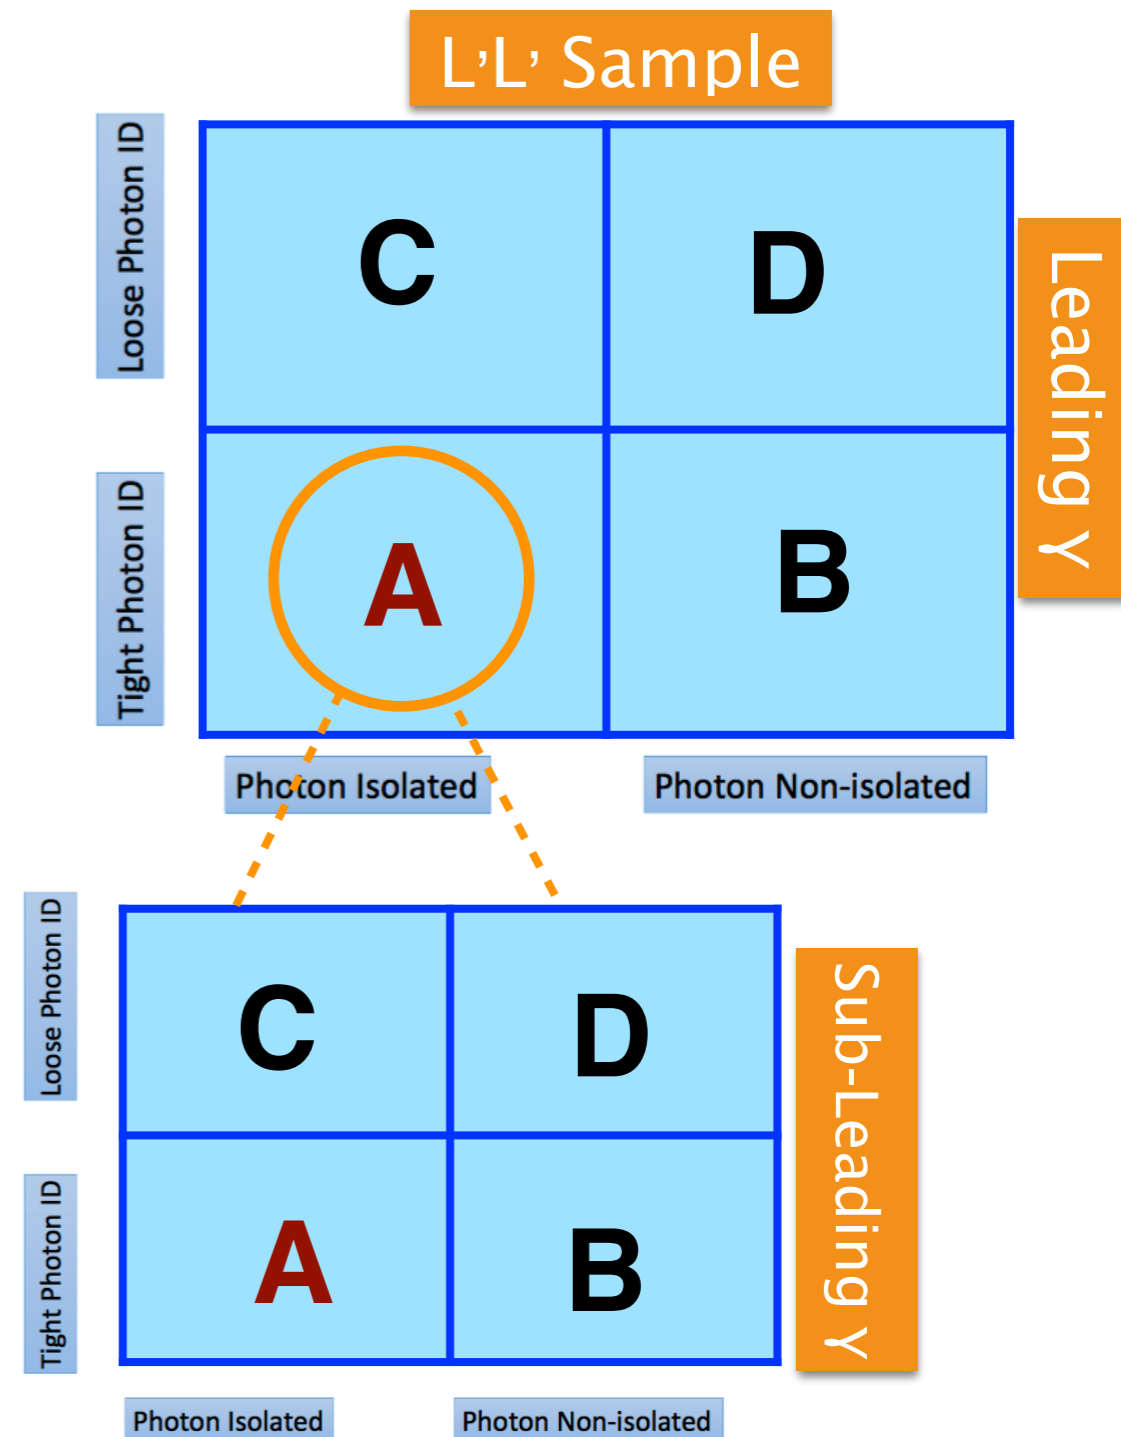 L’L’ Sample
Loose Photon ID
C
D
Leading γ
Tight Photon ID
A
B
Photon Isolated
Photon Non-isolated
Loose Photon ID
C
D
Sub-Leading γ
Tight Photon ID
A
B
Photon Isolated
Photon Non-isolated